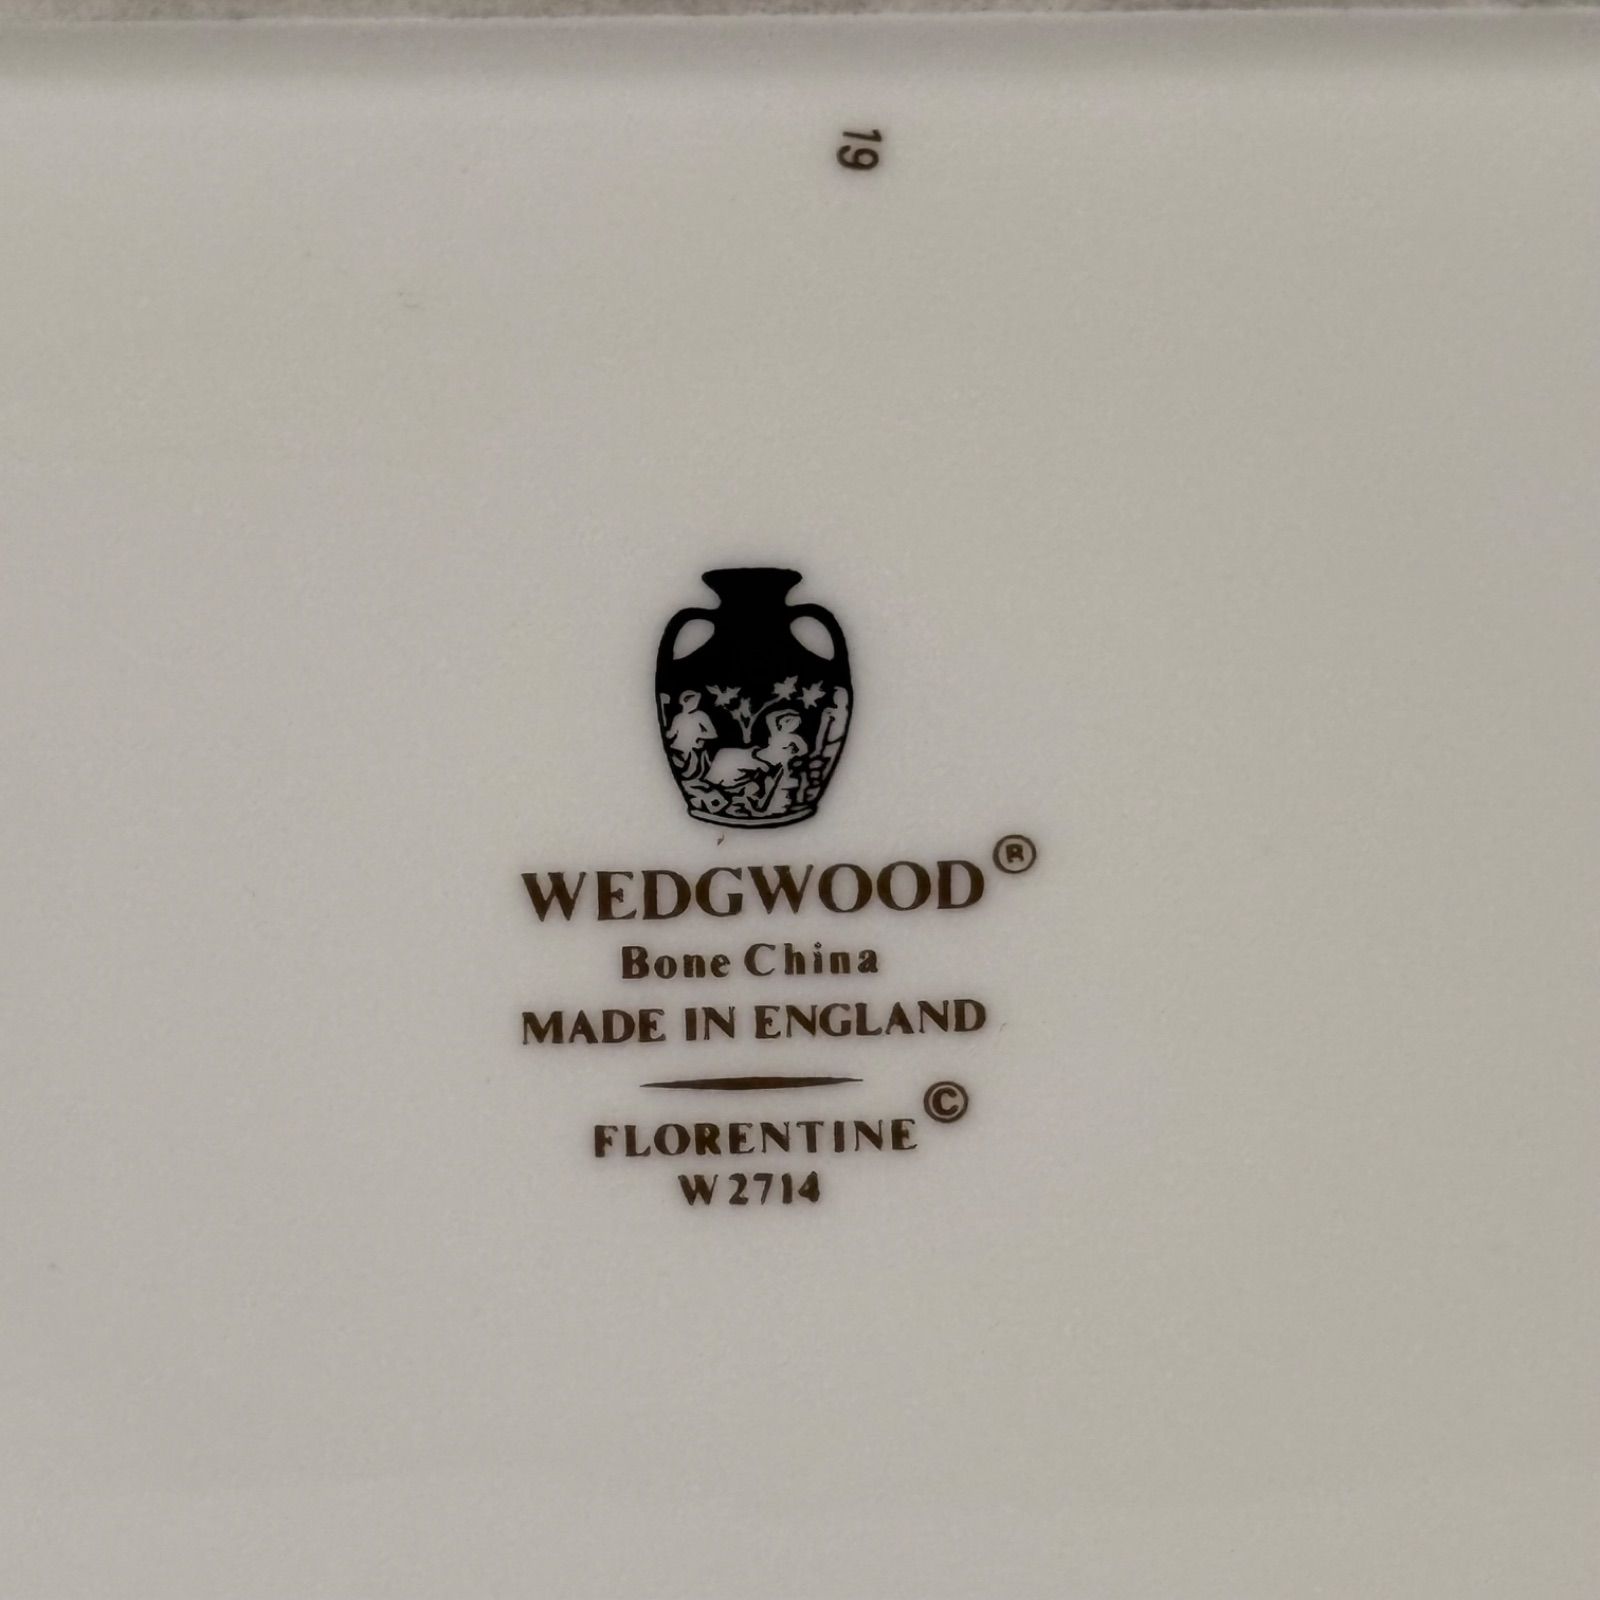 19
WEDGWOOD®
Bone China
MADE IN ENGLAND
FLORENTINE©
W2714